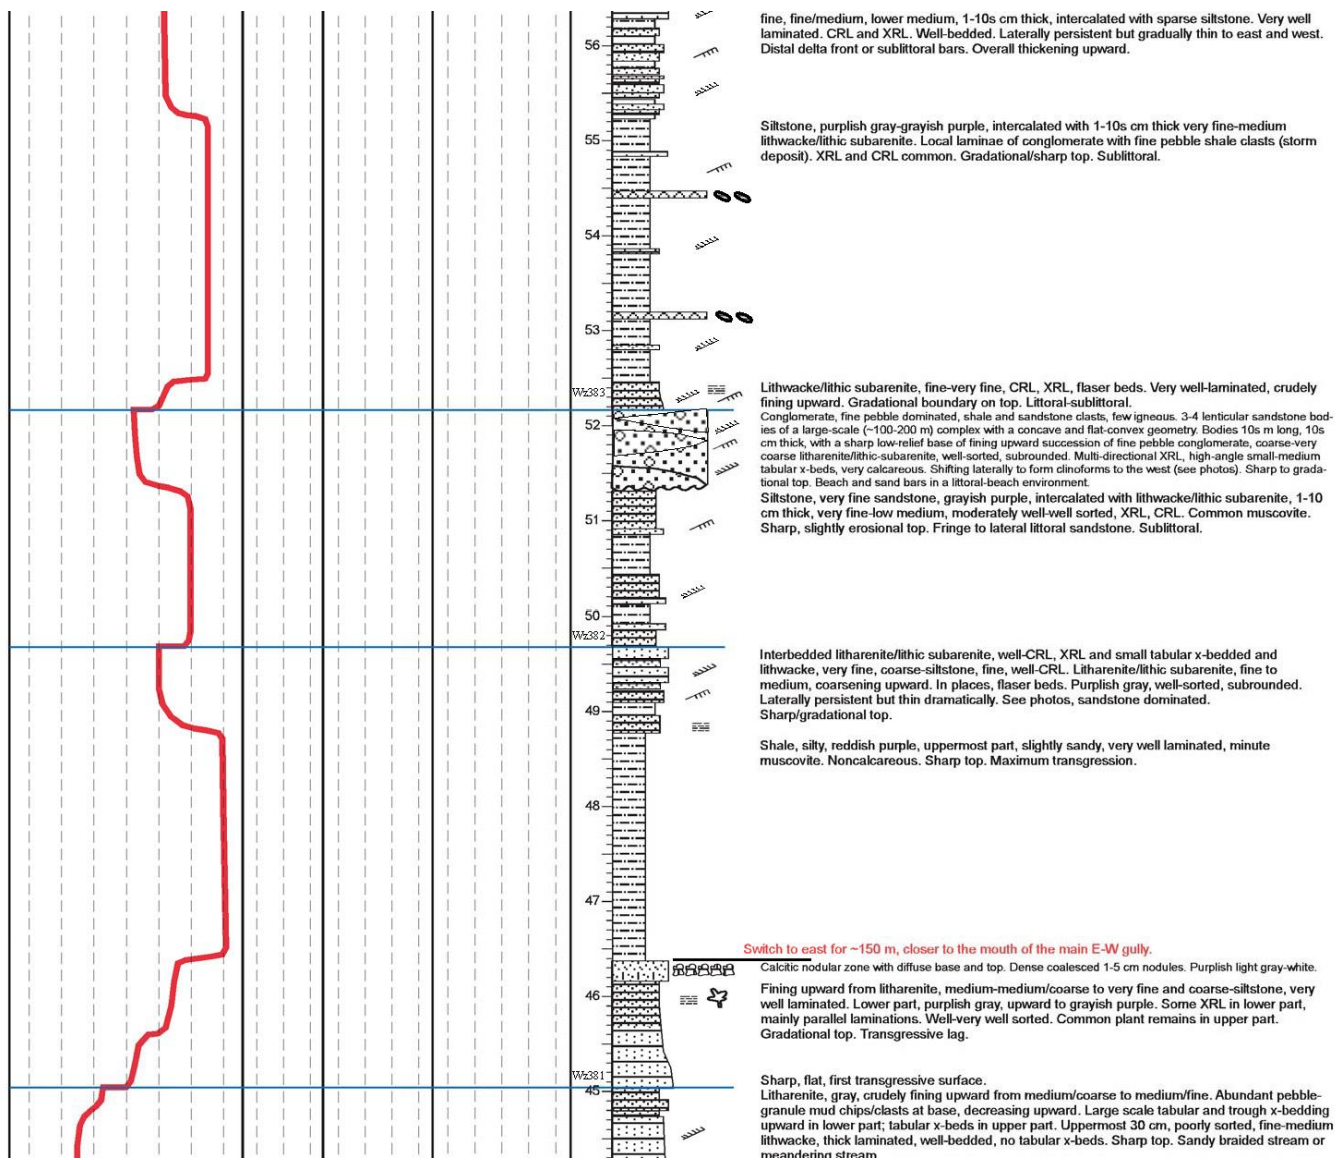 fine, fine/medium, lower medium, 1-10s cm thick, intercalated with sparse siltstone. Very well
laminated. CRL and XRL. Well-bedded. Laterally persistent but gradually thin to east and west.
Distal delta front or sublittoral bars. Overall thickening upward.
56
Siltstone, purplish gray-grayish purple, intercalated with 1-10s cm thick very fine-medium
lithwacke/lithic subarenite. Local laminae of conglomerate with fine pebble shale clasts (storm
deposit). XRL and CRL common. Gradational/sharp top. Sublittoral.
55
54
53
Wz383
Lithwacke/lithic subarenite, fine-very fine, CRL, XRL, flaser beds. Very well-laminated, crudely
fining upward. Gradational boundary on top. Littoral-sublittoral.
52
Conglomerate, fine pebble dominated, shale and sandstone clasts, few igneous. 3-4 lenticular sandstone bod-
ies of a large-scale (~100-200 m) complex with a concave and flat-convex geometry. Bodies 10s m long, 10s
cm thick, with a sharp low-relief base of fining upward succession of fine pebble conglomerate, coarse-very
coarse litharenite/lithic-subarenite, well-sorted, subrounded. Multi-directional XRL, high-angle small-medium
tabular x-beds, very calcareous. Shifting laterally to form clinoforms to the west (see photos). Sharp to grada-
tional top. Beach and sand bars in a littoral-beach environment.
Siltstone, very fine sandstone, grayish purple, intercalated with lithwacke/lithic subarenite, 1-10
cm thick, very fine-low medium, moderately well-well sorted, XRL, CRL. Common muscovite.
Sharp, slightly erosional top. Fringe to lateral littoral sandstone. Sublittoral.
51
50
Wz382
Interbedded litharenite/lithic subarenite, well-CRL, XRL and small tabular x-bedded and
lithwacke, very fine, coarse-siltstone, fine, well-CRL. Litharenite/lithic subarenite, fine to
medium, coarsening upward. In places, flaser beds. Purplish gray, well-sorted, subrounded.
Laterally persistent but thin dramatically. See photos, sandstone dominated.
Sharp/gradational top.
49
Shale, silty, reddish purple, uppermost part, slightly sandy, very well laminated, minute
muscovite. Noncalcareous. Sharp top. Maximum transgression.
48
47
Switch to east for ~150 m, closer to the mouth of the main E-W gully.
Calcitic nodular zone with diffuse base and top. Dense coalesced 1-5 cm nodules. Purplish light gray-white.
46
Fining upward from litharenite, medium-medium/coarse to very fine and coarse-siltstone, very
well laminated. Lower part, purplish gray, upward to grayish purple. Some XRL in lower part,
mainly parallel laminations. Well-very well sorted. Common plant remains in upper part.
Gradational top. Transgressive lag.
Wz381
45
Sharp, flat, first transgressive surface.
Litharenite, gray, crudely fining upward from medium/coarse to medium/fine. Abundant pebble-
granule mud chips/clasts at base, decreasing upward. Large scale tabular and trough x-bedding
upward in lower part; tabular x-beds in upper part. Uppermost 30 cm, poorly sorted, fine-medium
lithwacke, thick laminated, well-bedded, no tabular x-beds. Sharp top. Sandy braided stream or
meandering stream